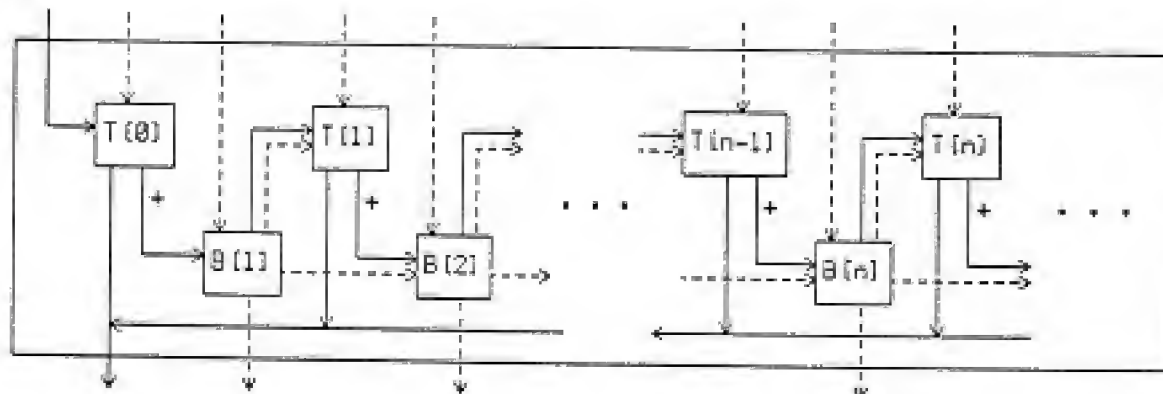 T[0]
T[1]
T[n-1]
T[n]
+
+
+
+
. . .
. . .
B[1]
B[2]
B[n]